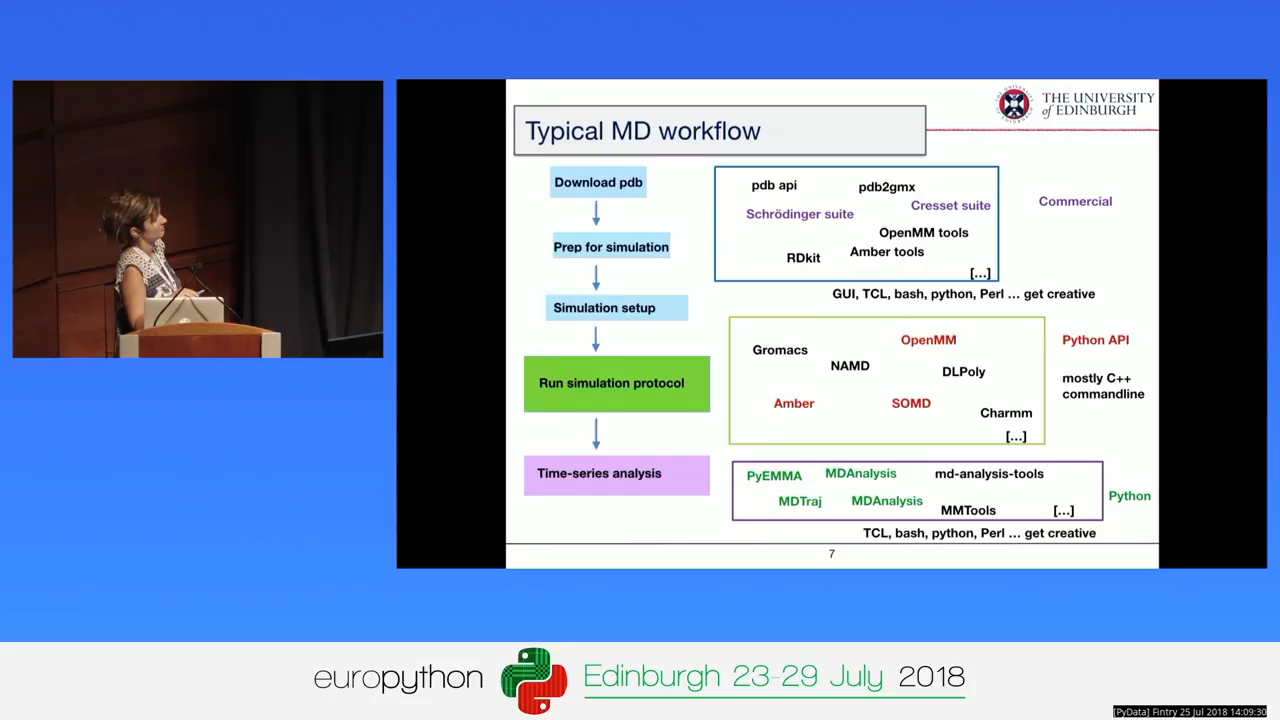 THE UNIVERSITY
of EDINBURGH
Typical MD workflow
Download pdb
Prep for simulation
Simulation setup
Run simulation protocol
Time-series analysis
pdb api
pdb2gmx
Schrödinger suite
Cresset suite
OpenMM tools
Amber tools
RDkit
[...]
Commercial
GUI, TCL, bash, python, Perl ... get creative
Gromacs
OpenMM
NAMD
DLPoly
Amber
SOMD
Charmm
[...]
Python API
mostly C++
commandline
PyEMMA
MDAnalysis
md-analysis-tools
MDTraj
MDAnalysis
MMTools
[...]
Python
TCL, bash, python, Perl ... get creative
7
europython
Edinburgh 23-29 July 2018
[PyData] Fintry 25 Jul 2018 14:09:30